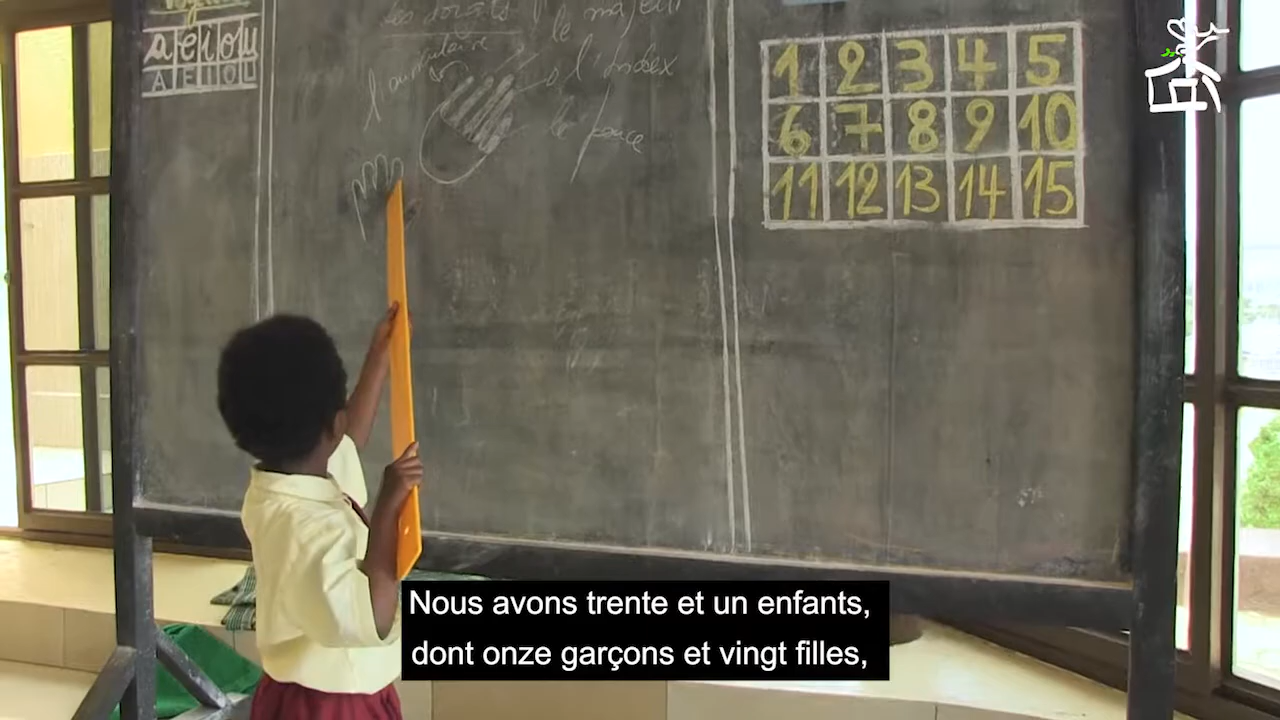 a e i o u
A E I O U
Les doigts
le majeur
l'annulaire
l'index
le pouce
1 2 3 4 5
6 7 8 9 10
11 12 13 14 15
Nous avons trente et un enfants,
dont onze garçons et vingt filles,